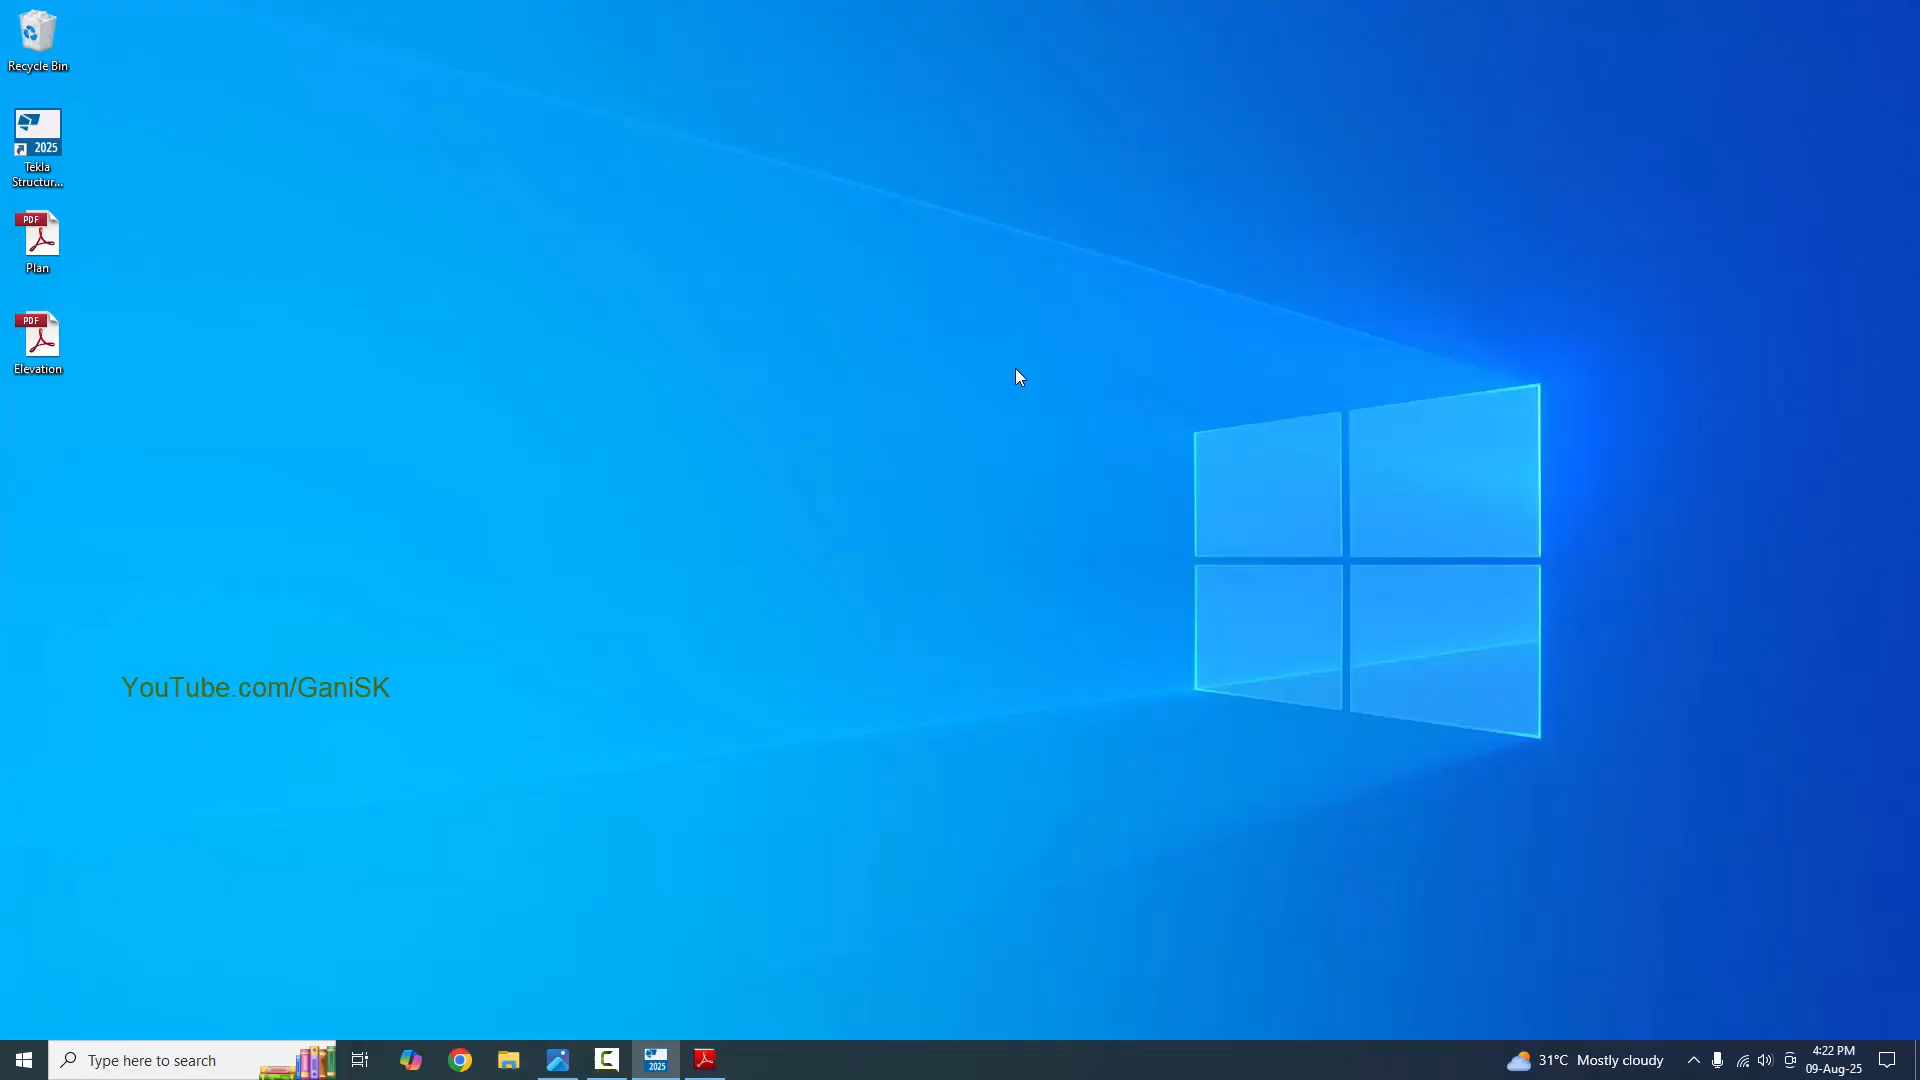 Recycle Bin
2025
Tekla
Structur...
PDF
Plan
PDF
Elevation
YouTube.com/GaniSK
Type here to search
2025
31°C Mostly cloudy
4:22 PM
09-Aug-25